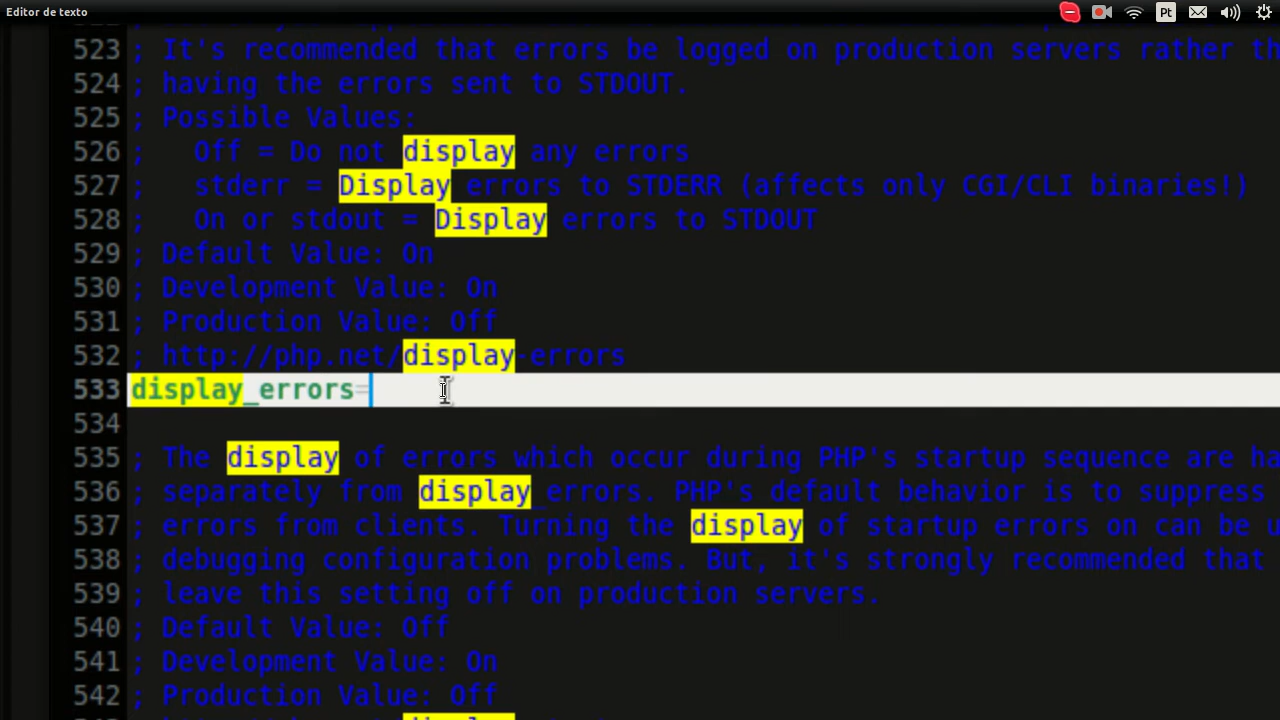 Editor de texto
Pt
523 ; It's recommended that errors be logged on production servers rather th
524 ; having the errors sent to STDOUT.
525 ; Possible Values:
526 ;   Off = Do not display any errors
527 ;   stderr = Display errors to STDERR (affects only CGI/CLI binaries!)
528 ;   On or stdout = Display errors to STDOUT
529 ; Default Value: On
530 ; Development Value: On
531 ; Production Value: Off
532 ; http://php.net/display-errors
533 display_errors=
534
535 ; The display of errors which occur during PHP's startup sequence are ha
536 ; separately from display_errors. PHP's default behavior is to suppress
537 ; errors from clients. Turning the display of startup errors on can be u
538 ; debugging configuration problems. But, it's strongly recommended that
539 ; leave this setting off on production servers.
540 ; Default Value: Off
541 ; Development Value: On
542 ; Production Value: Off